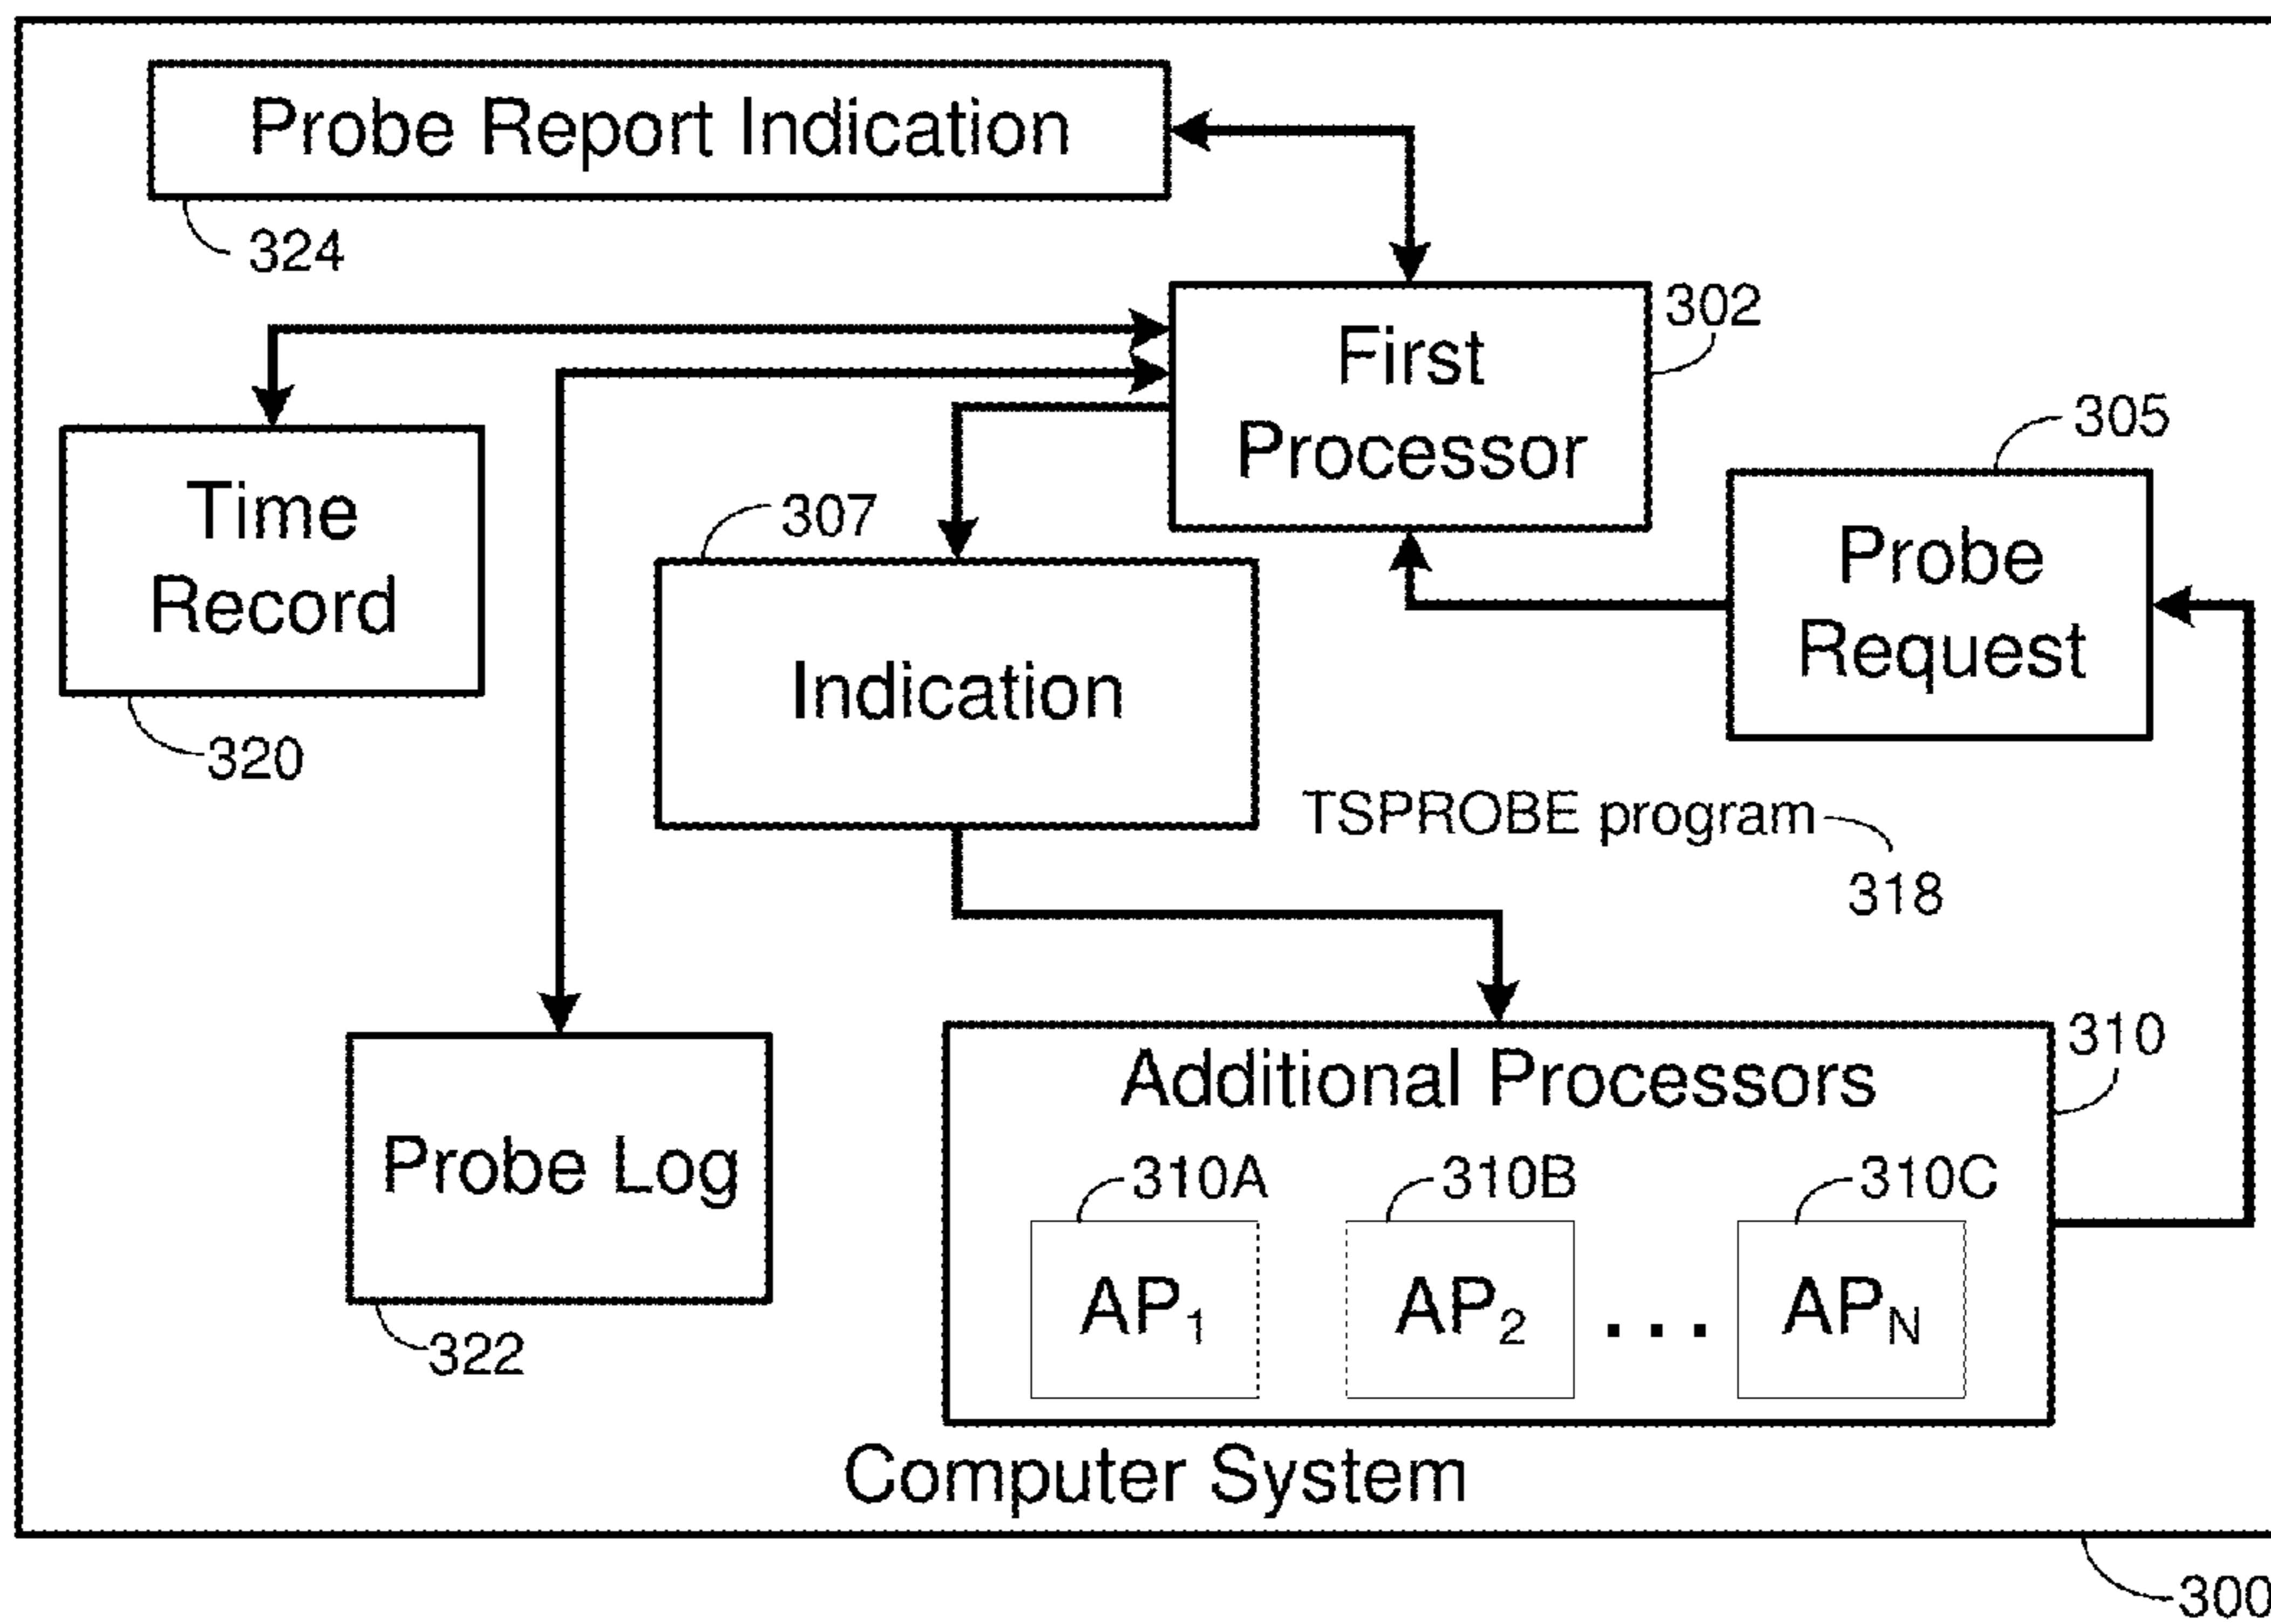 Probe Report Indication
324
302
First
Processor
305
Time
Record
320
307
Indication
Probe
Request
TSPROBE program
318
310
Additional Processors
310A
310B
310C
AP₁
AP₂
...
APN
Probe Log
322
Computer System
300